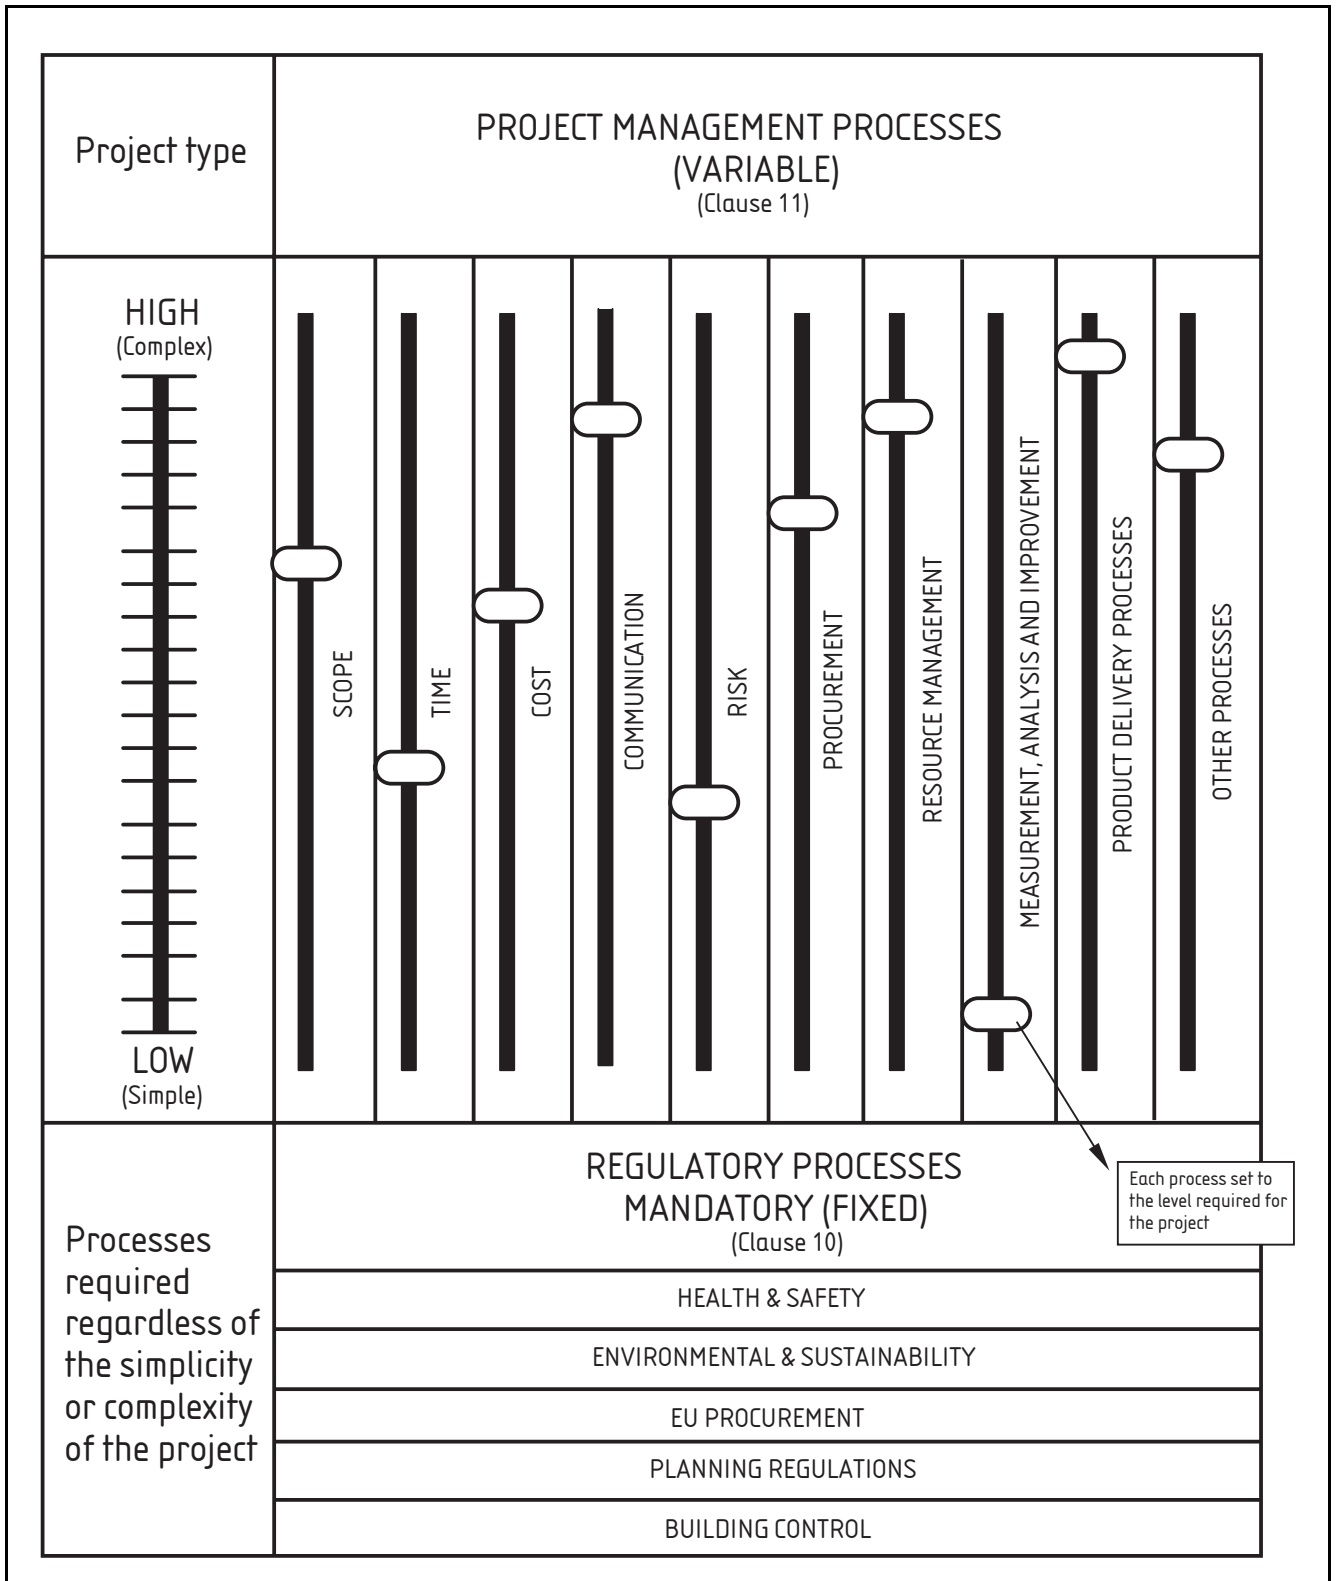 Project type
PROJECT MANAGEMENT PROCESSES
(VARIABLE)
(Clause 11)
HIGH
(Complex)
LOW
(Simple)
SCOPE
TIME
COST
COMMUNICATION
RISK
PROCUREMENT
RESOURCE MANAGEMENT
MEASUREMENT, ANALYSIS AND IMPROVEMENT
PRODUCT DELIVERY PROCESSES
OTHER PROCESSES
Each process set to
the level required for
the project
Processes
required
regardless of
the simplicity
or complexity
of the project
REGULATORY PROCESSES
MANDATORY (FIXED)
(Clause 10)
HEALTH & SAFETY
ENVIRONMENTAL & SUSTAINABILITY
EU PROCUREMENT
PLANNING REGULATIONS
BUILDING CONTROL